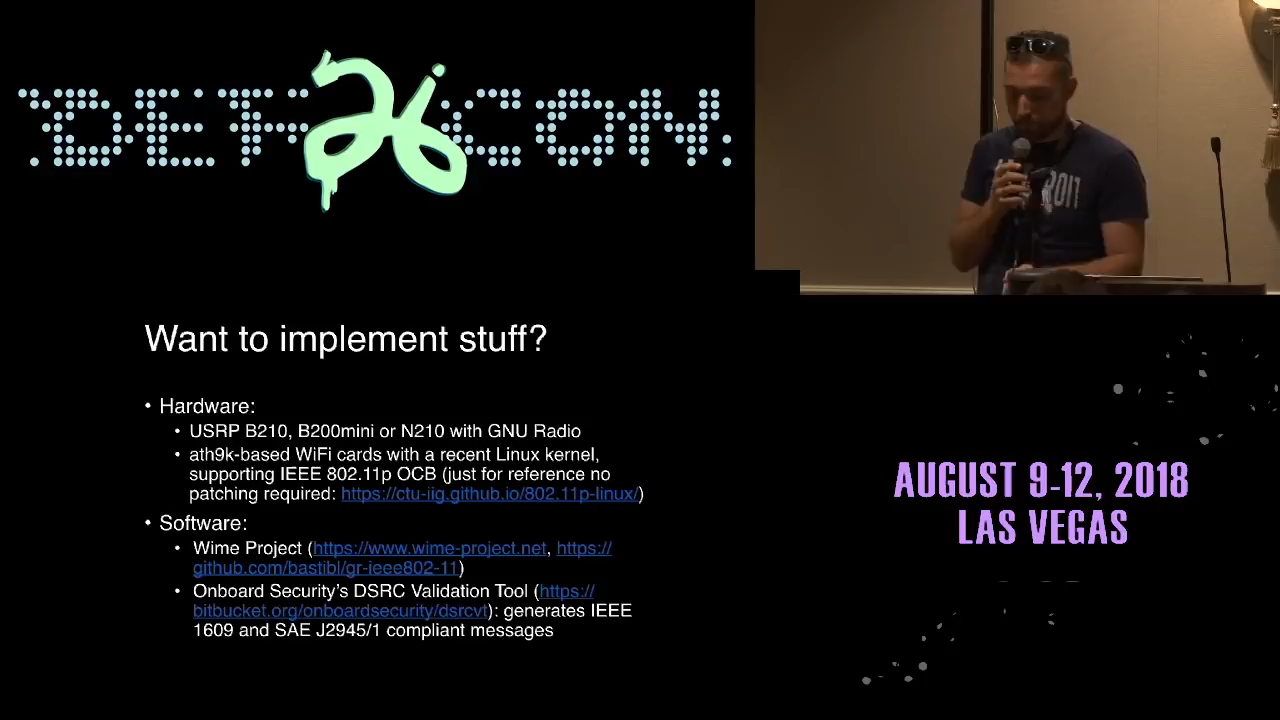 DEF CON
26
Want to implement stuff?
• Hardware:
• USRP B210, B200mini or N210 with GNU Radio
• ath9k-based WiFi cards with a recent Linux kernel,
supporting IEEE 802.11p OCB (just for reference no
patching required: https://ctu-iig.github.io/802.11p-linux/)
• Software:
• Wime Project (https://www.wime-project.net, https://
github.com/bastibl/gr-ieee802-11)
• Onboard Security's DSRC Validation Tool (https://
bitbucket.org/onboardsecurity/dsrcvt): generates IEEE
1609 and SAE J2945/1 compliant messages
AUGUST 9-12, 2018
LAS VEGAS